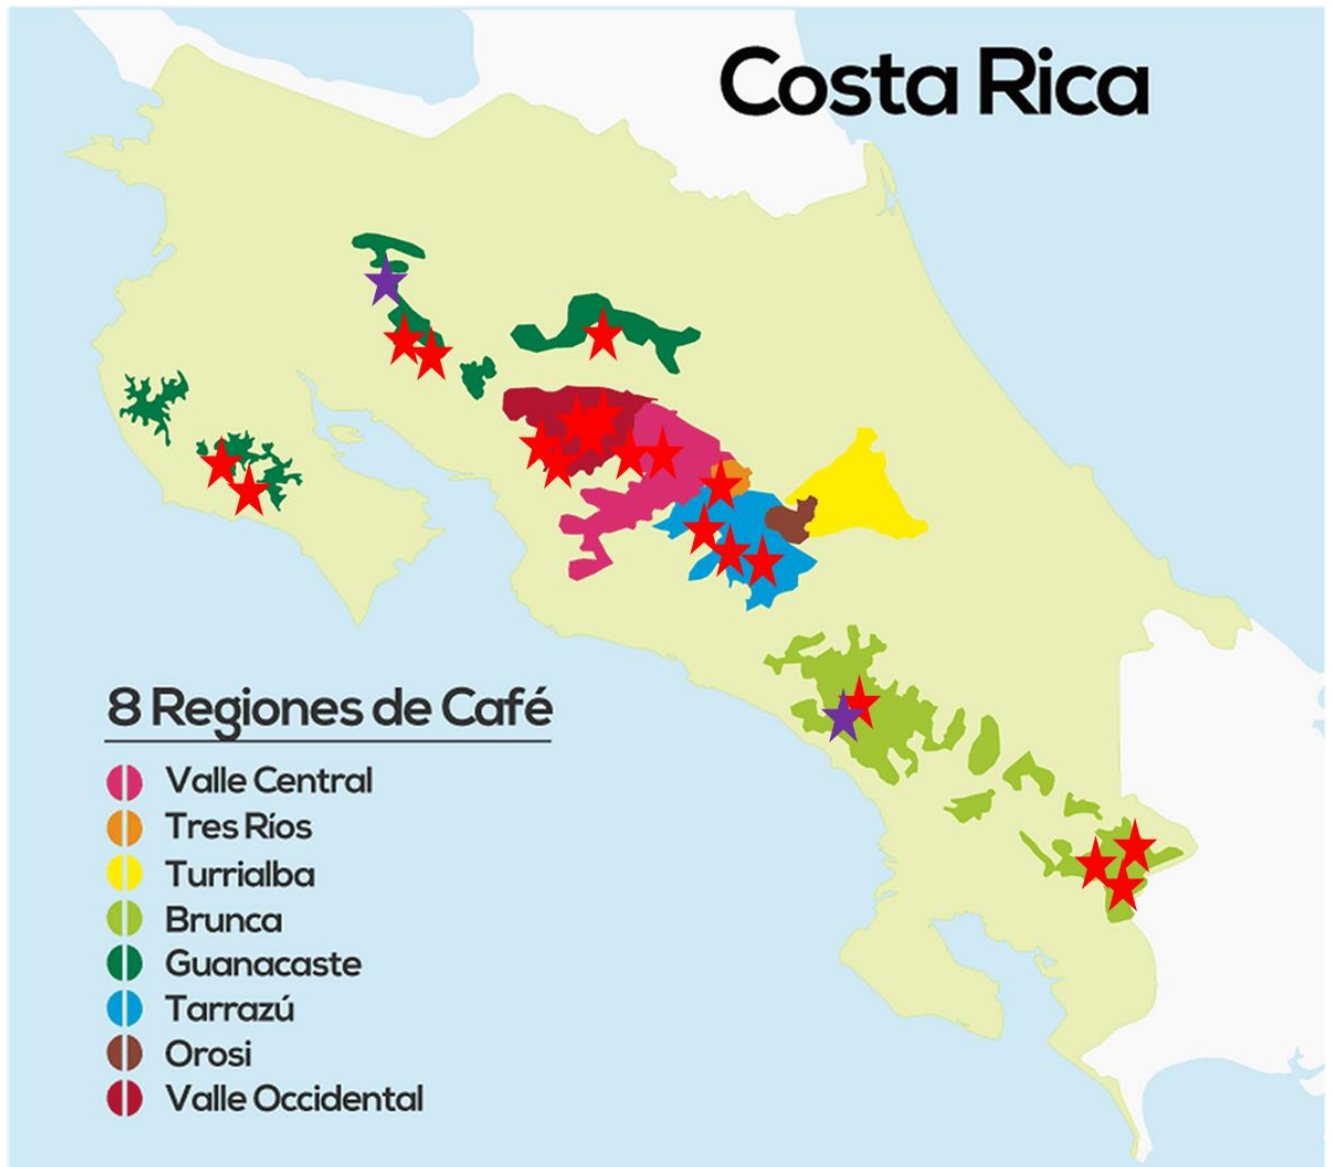 Costa Rica
8 Regiones de Café
Valle Central
Tres Ríos
Turrialba
Brunca
Guanacaste
Tarrazú
Orosi
Valle Occidental